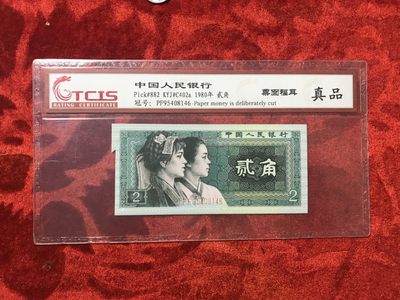 TCIS
RATING CERTIFICATE
中国人民银行
Pick#882 KYJ#C402a 1980年 贰角
冠号: PF95408146 Paper money is deliberately cut
票面福耳
真品
中国人民银行
贰角
2
2